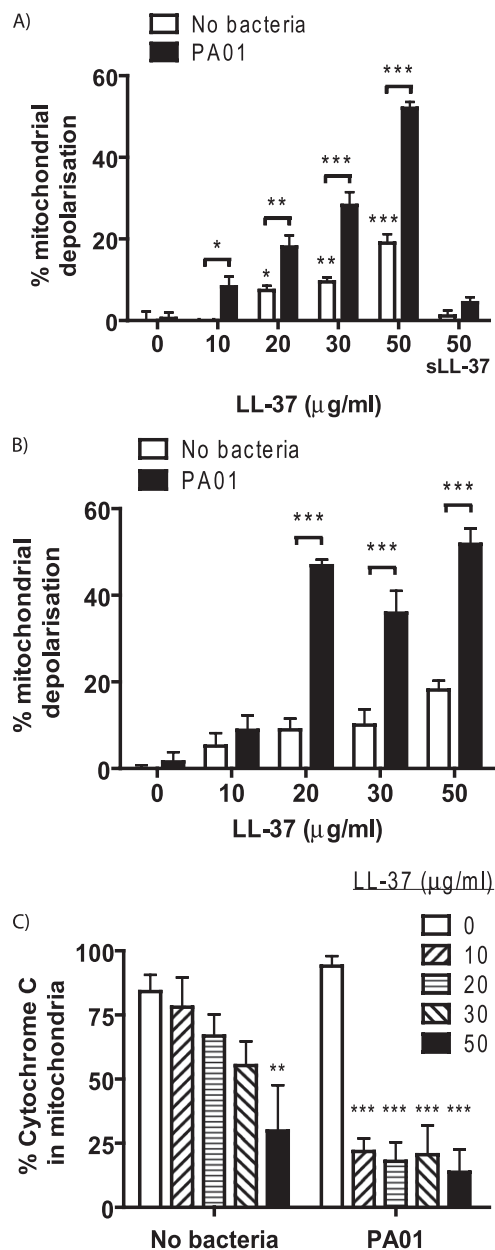 A)
No bacteria
PA01
% mitochondrial
depolarisation
60
40
20
0
*
**
***
***
*
**
***
0 10 20 30 50 50
sLL-37
LL-37 (μg/ml)
B)
No bacteria
PA01
% mitochondrial
depolarisation
60
40
20
0
***
***
***
0 10 20 30 50
LL-37 (μg/ml)
LL-37 (μg/ml)
C)
0
10
20
30
50
% Cytochrome C
in mitochondria
100
75
50
25
0
**
*** *** *** ***
No bacteria PA01